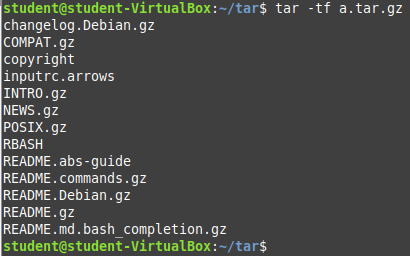 student@student-VirtualBox:~/tar$ tar -tf a.tar.gz
changelog.Debian.gz
COMPAT.gz
copyright
inputrc.arrows
INTRO.gz
NEWS.gz
POSIX.gz
RBASH
README.abs-guide
README.commands.gz
README.Debian.gz
README.gz
README.md.bash_completion.gz
student@student-VirtualBox:~/tar$